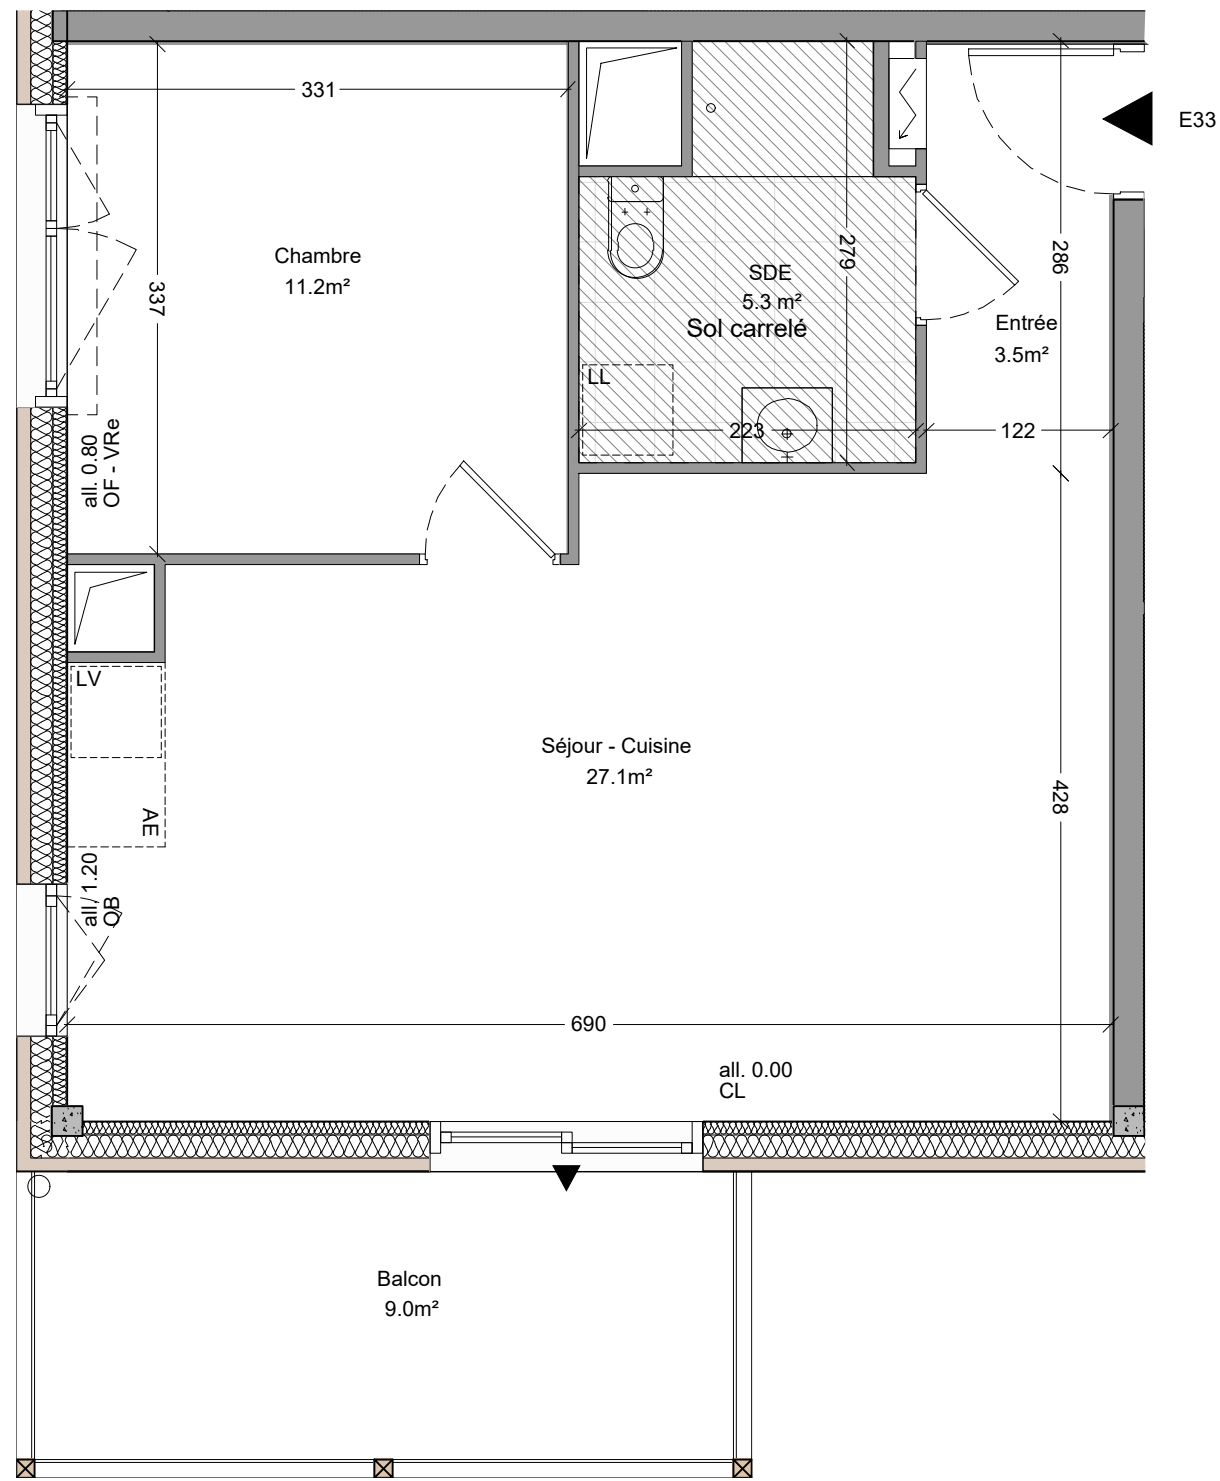 331
E33
Chambre
11.2m²
337
279
286
SDE
5.3 m²
Sol carrelé
Entrée
3.5m²
LL
223
122
all. 0.80
OF - VRe
LV
Séjour - Cuisine
27.1m²
AE
428
all. 1.20
OB
690
all. 0.00
CL
Balcon
9.0m²